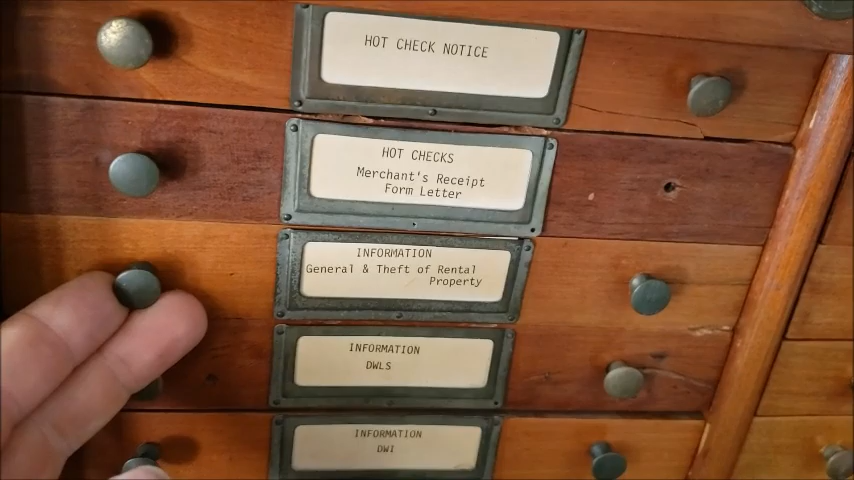 HOT CHECK NOTICE
HOT CHECKS
Merchant's Receipt
Form Letter
INFORMATION
General & Theft of Rental
Property
INFORMATION
DWLS
INFORMATION
DWI